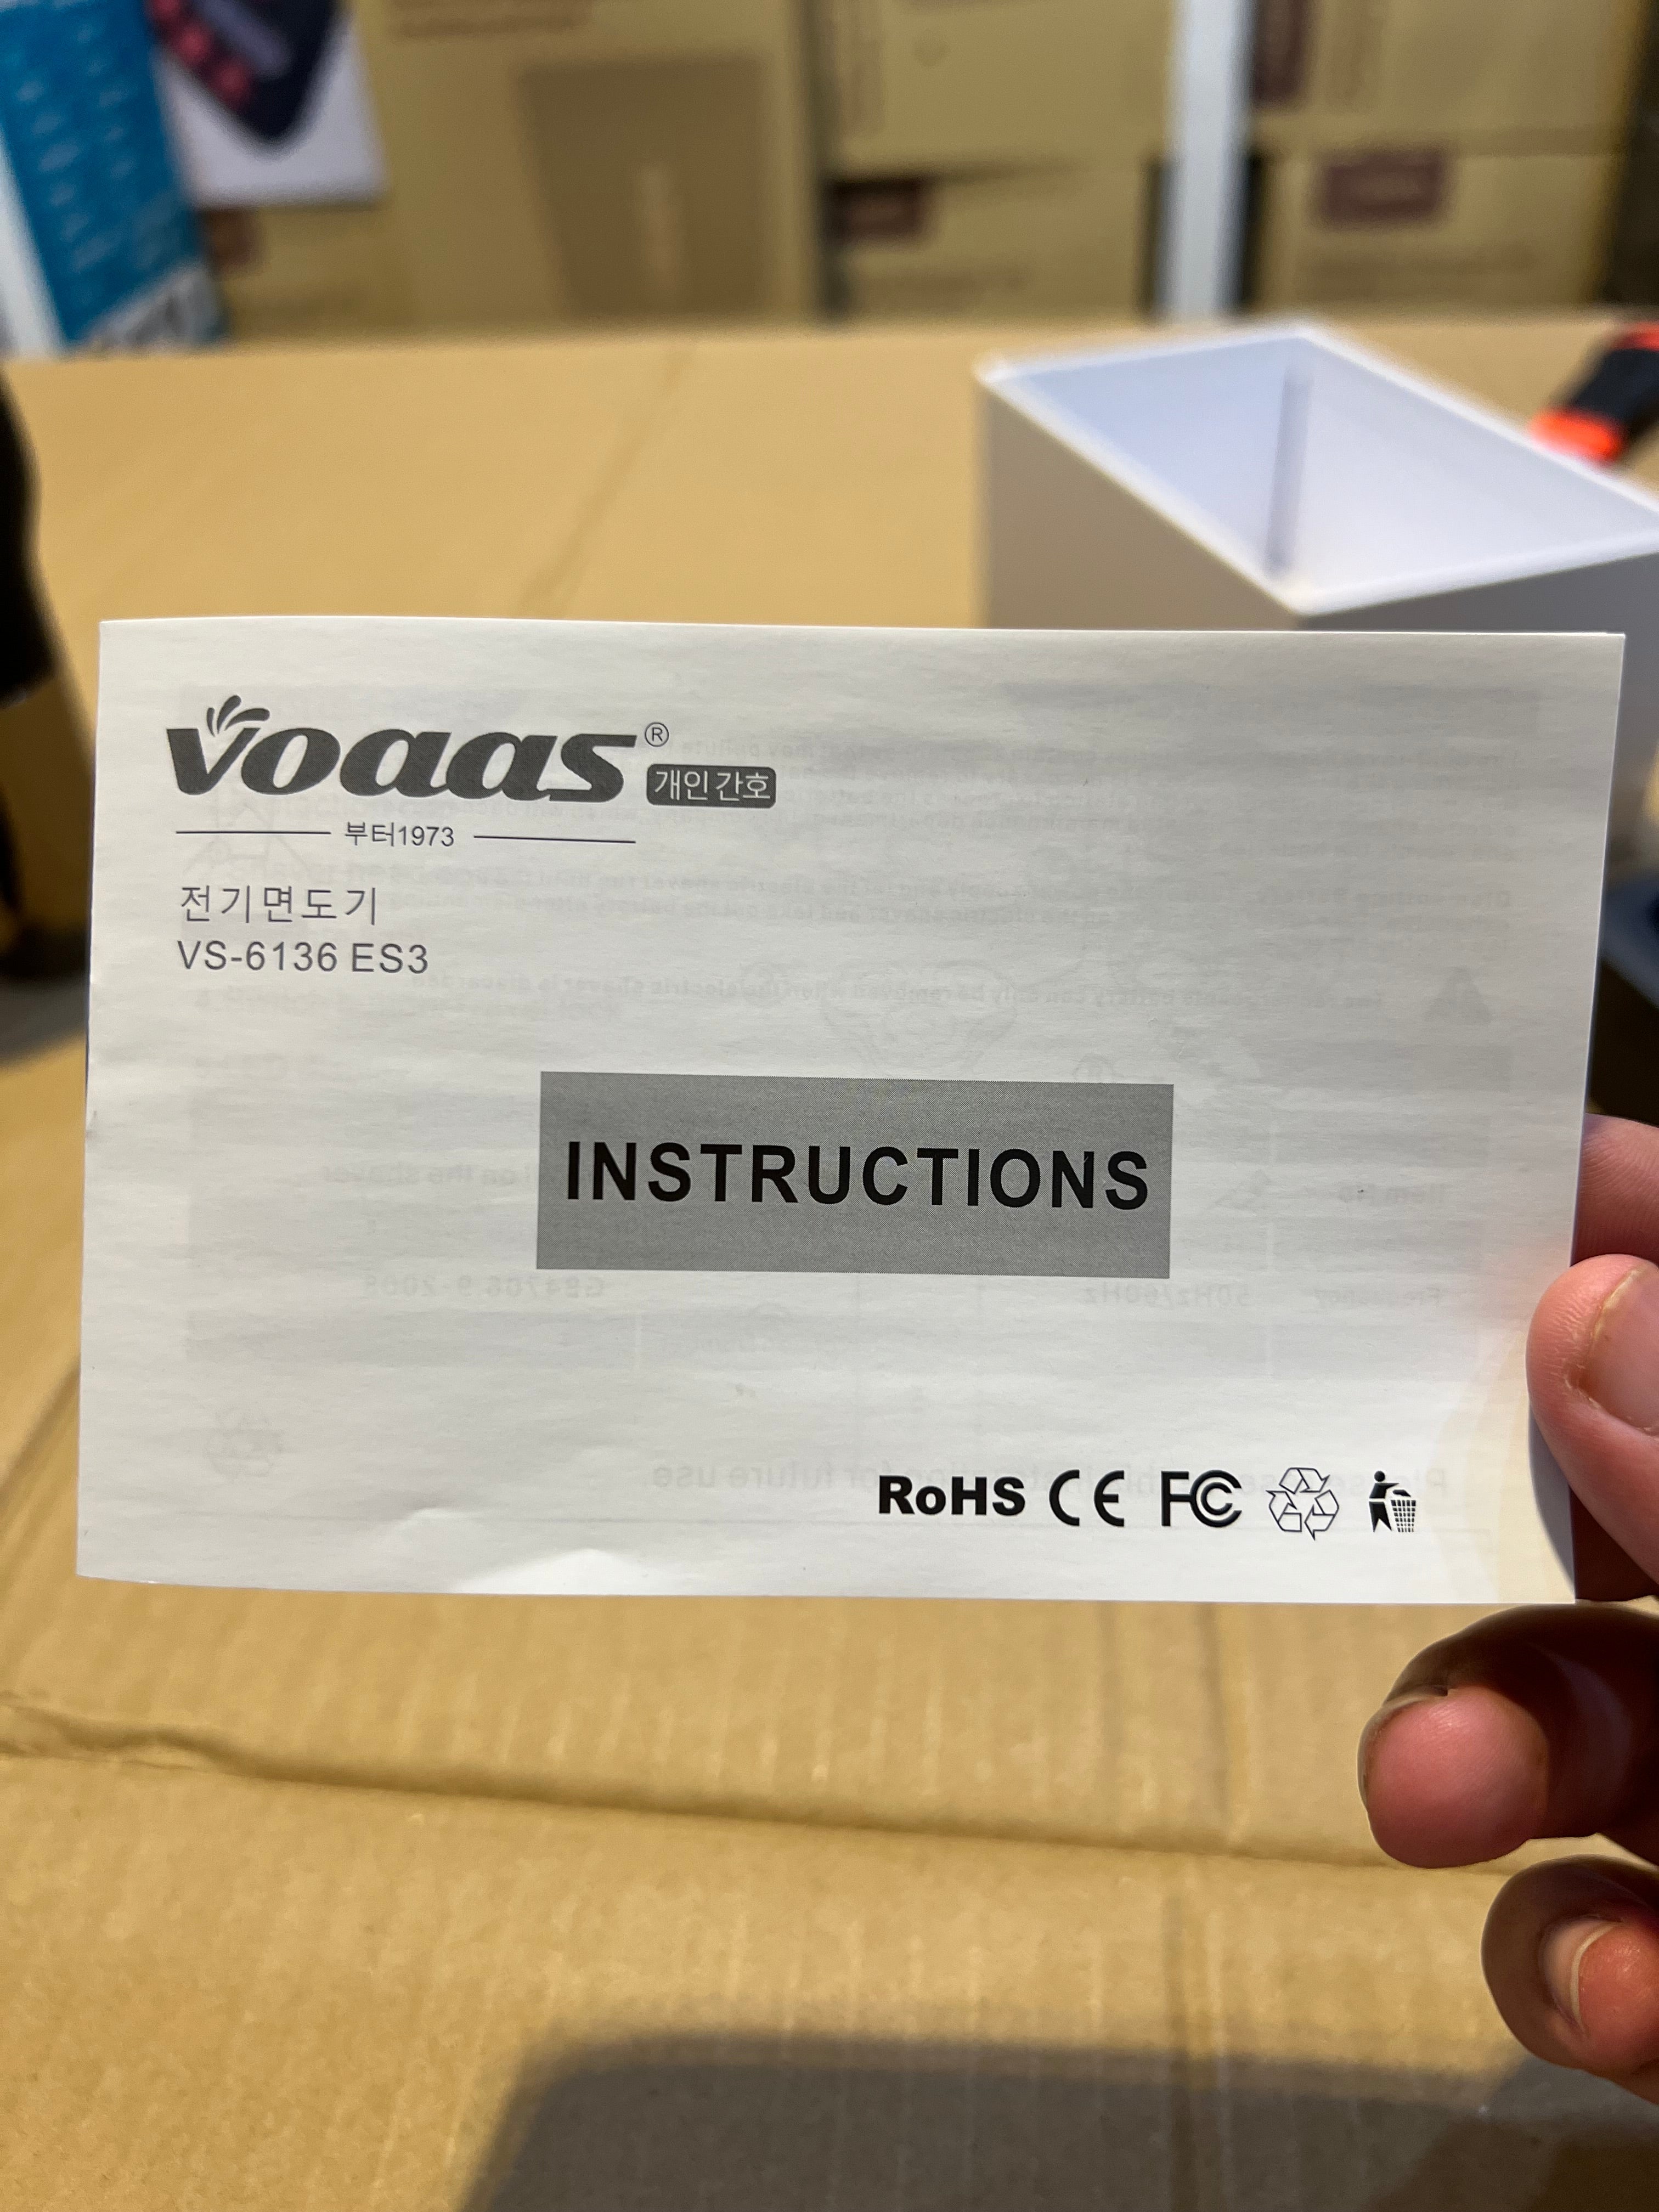 voaas®
개인 간호
부터1973
전기면도기
VS-6136 ES3
INSTRUCTIONS
RoHS CE FC